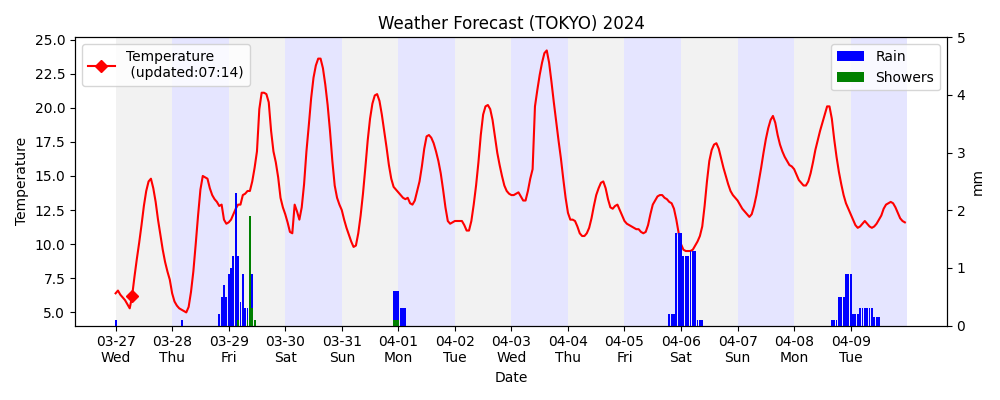 Weather Forecast (TOKYO) 2024
Temperature
(updated:07:14)
Rain
Showers
25.0
22.5
20.0
17.5
15.0
12.5
10.0
7.5
5.0
Temperature
5
4
3
2
1
0
mm
03-27 03-28 03-29 03-30 03-31 04-01 04-02 04-03 04-04 04-05 04-06 04-07 04-08 04-09
Wed Thu Fri Sat Sun Mon Tue Wed Thu Fri Sat Sun Mon Tue
Date